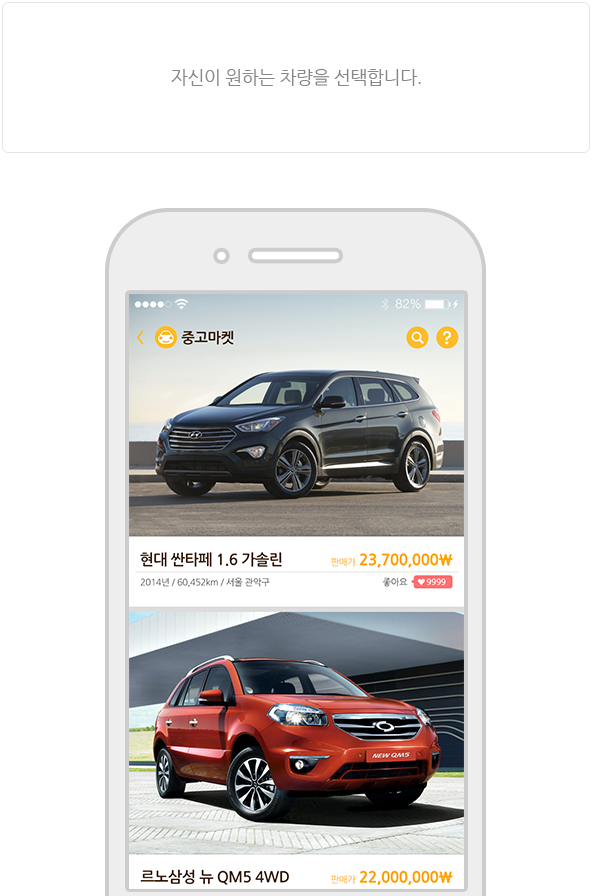 자신이 원하는 차량을 선택합니다.
82%
중고마켓
?
현대 싼타페 1.6 가솔린 판매가 23,700,000₩
2014년 / 60,452km / 서울 관악구 좋아요 9999
NEW QM5
르노삼성 뉴 QM5 4WD 판매가 22,000,000₩